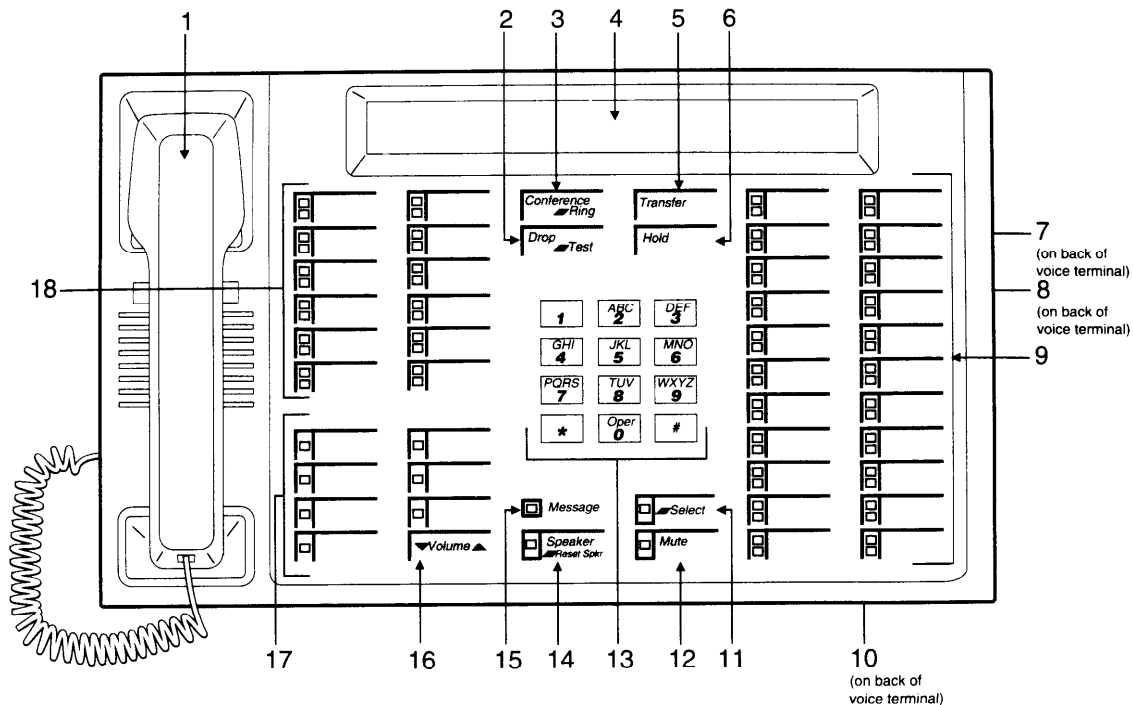 1
2
3
4
5
6
Conference
Ring
Transfer
Drop
Test
Hold
7
(on back of
voice terminal)
8
(on back of
voice terminal)
9
18
1
ABC
2
DEF
3
GHI
4
JKL
5
MNO
6
PQRS
7
TUV
8
WXYZ
9
*
Oper
0
#
Message
Select
Volume
Speaker
Reset Spkr
Mute
17
16
15
14
13
12
11
10
(on back of
voice terminal)